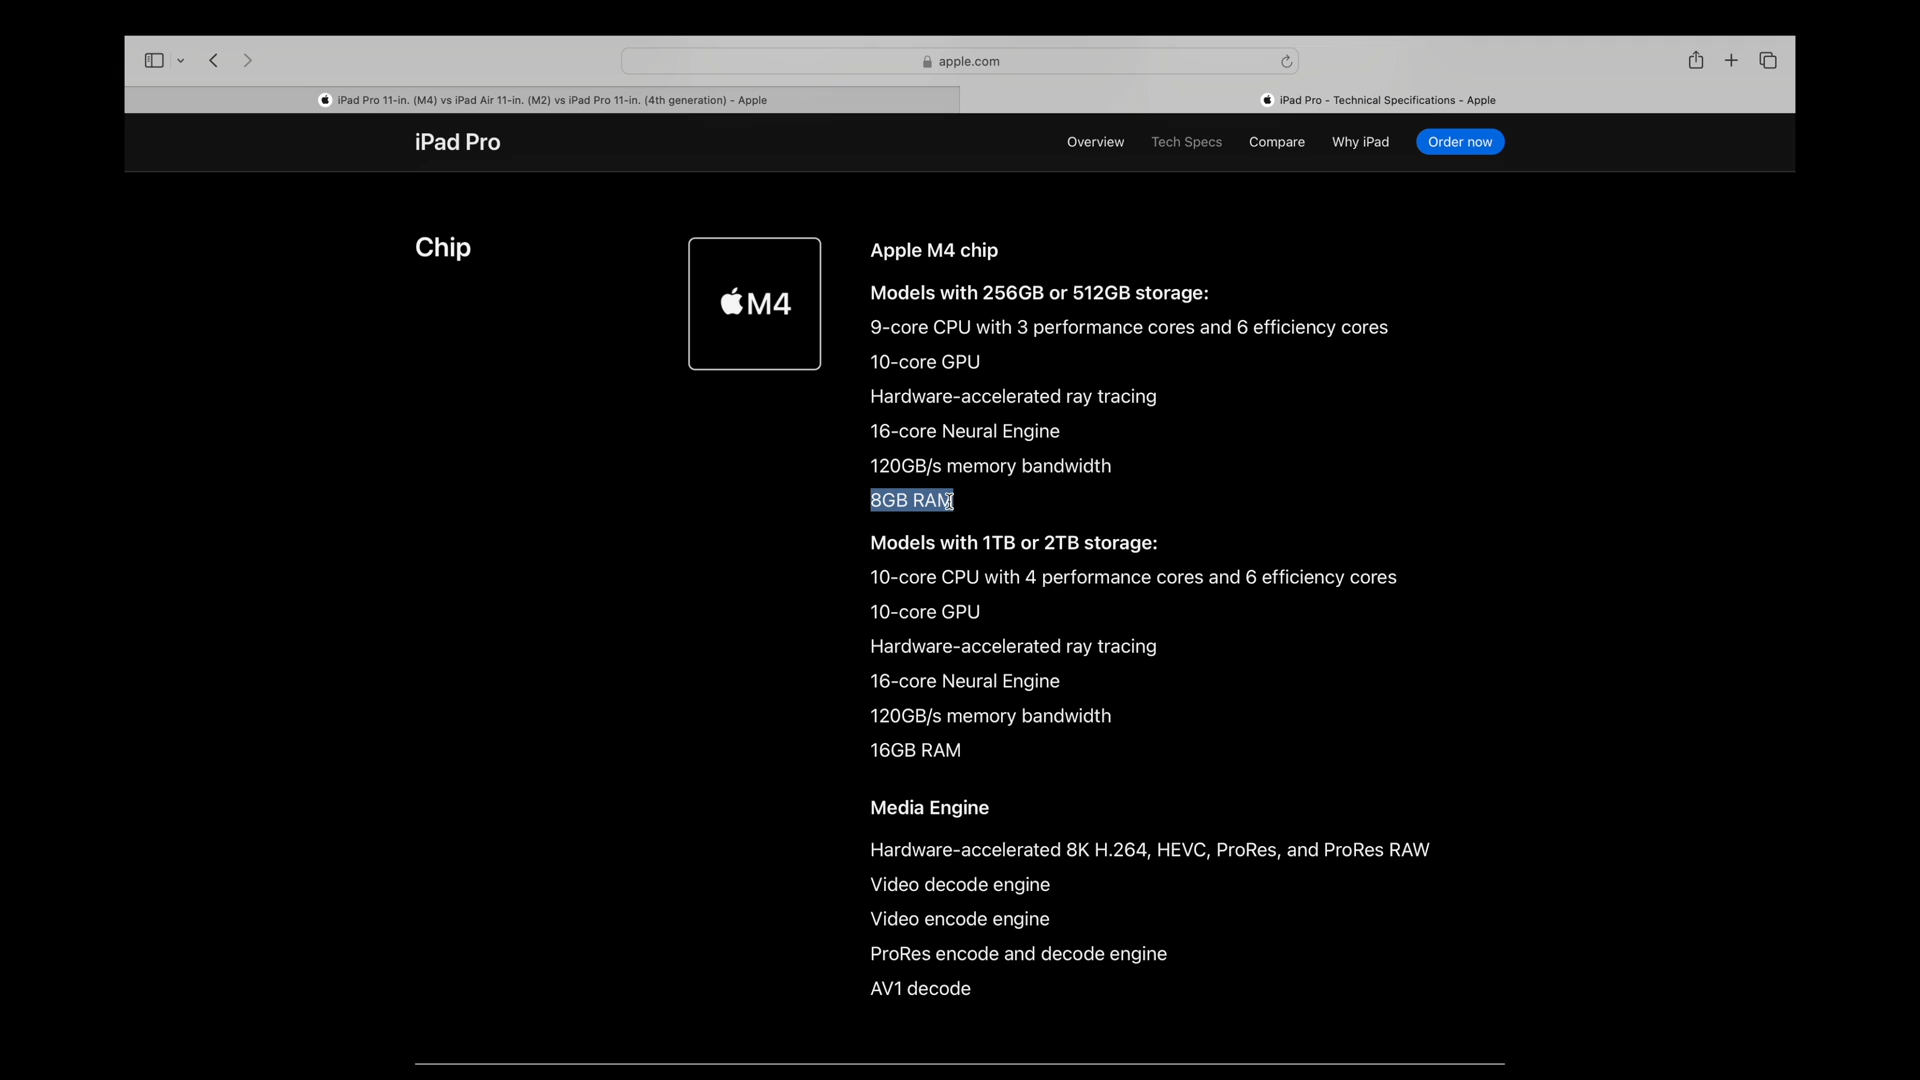 apple.com
iPad Pro 11-in. (M4) vs iPad Air 11-in. (M2) vs iPad Pro 11-in. (4th generation) - Apple
iPad Pro - Technical Specifications - Apple
iPad Pro
Overview
Tech Specs
Compare
Why iPad
Order now
Chip
M4
Apple M4 chip
Models with 256GB or 512GB storage:
9-core CPU with 3 performance cores and 6 efficiency cores
10-core GPU
Hardware-accelerated ray tracing
16-core Neural Engine
120GB/s memory bandwidth
8GB RAM
Models with 1TB or 2TB storage:
10-core CPU with 4 performance cores and 6 efficiency cores
10-core GPU
Hardware-accelerated ray tracing
16-core Neural Engine
120GB/s memory bandwidth
16GB RAM
Media Engine
Hardware-accelerated 8K H.264, HEVC, ProRes, and ProRes RAW
Video decode engine
Video encode engine
ProRes encode and decode engine
AV1 decode